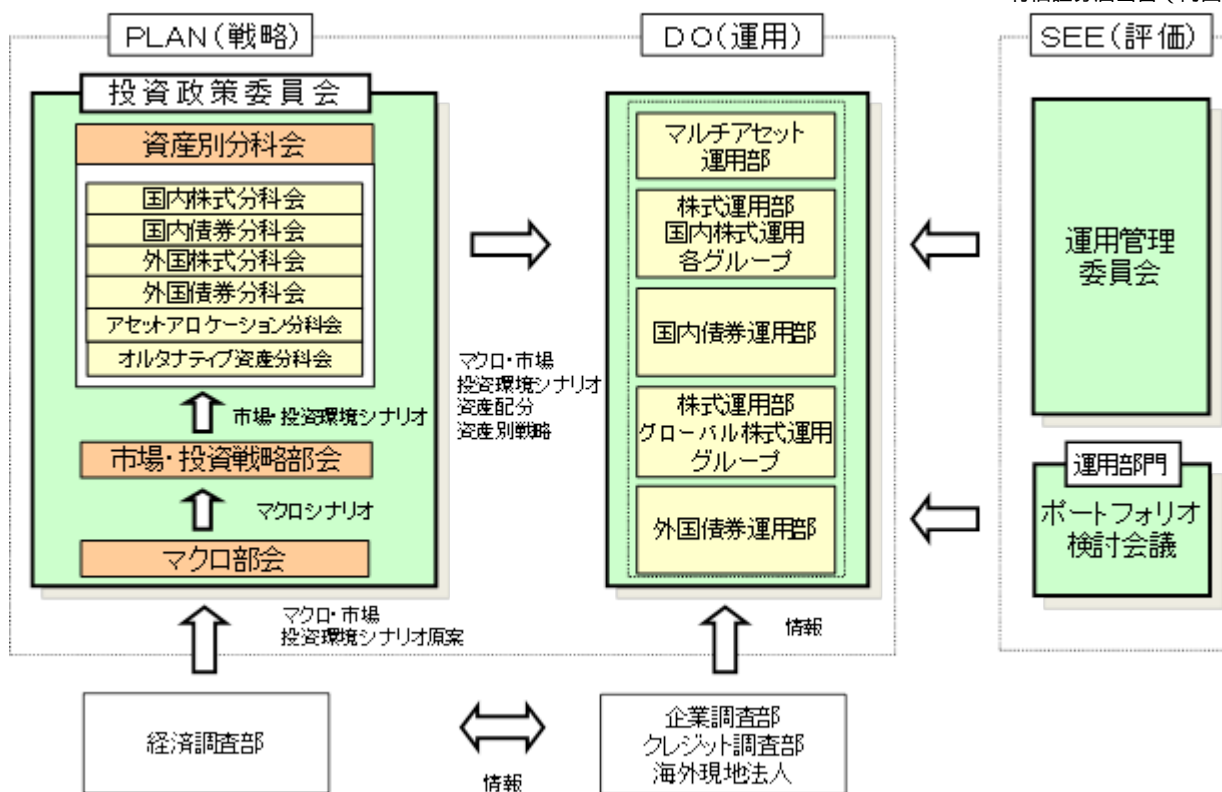 PLAN(戦略)
投資政策委員会
資産別分科会
国内株式分科会
国内債券分科会
外国株式分科会
外国債券分科会
アセットアロケーション分科会
オルタナティブ資産分科会
市場・投資環境シナリオ
市場・投資戦略部会
マクロシナリオ
マクロ部会
マクロ・市場
投資環境シナリオ原案
経済調査部
マクロ・市場
投資環境シナリオ
資産配分
資産別戦略
DO(運用)
マルチアセット
運用部
株式運用部
国内株式運用
各グループ
国内債券運用部
株式運用部
グローバル株式運用
グループ
外国債券運用部
情報
情報
企業調査部
クレジット調査部
海外現地法人
SEE(評価)
運用管理
委員会
運用部門
ポートフォリオ
検討会議